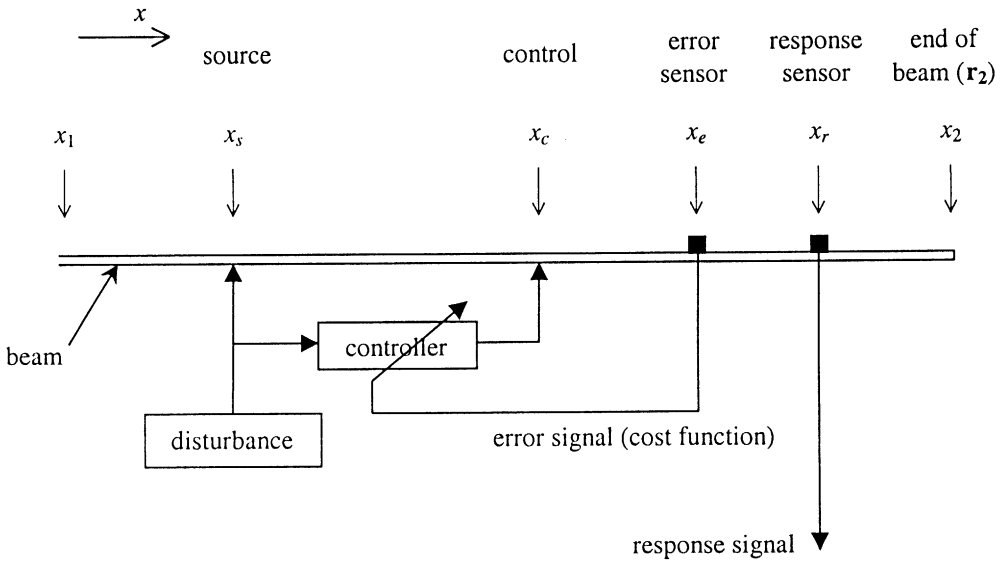 x
source
control
error
sensor
response
sensor
end of
beam (r₂)
x₁
xₛ
x_c
xₑ
xᵣ
x₂
beam
controller
disturbance
error signal (cost function)
response signal